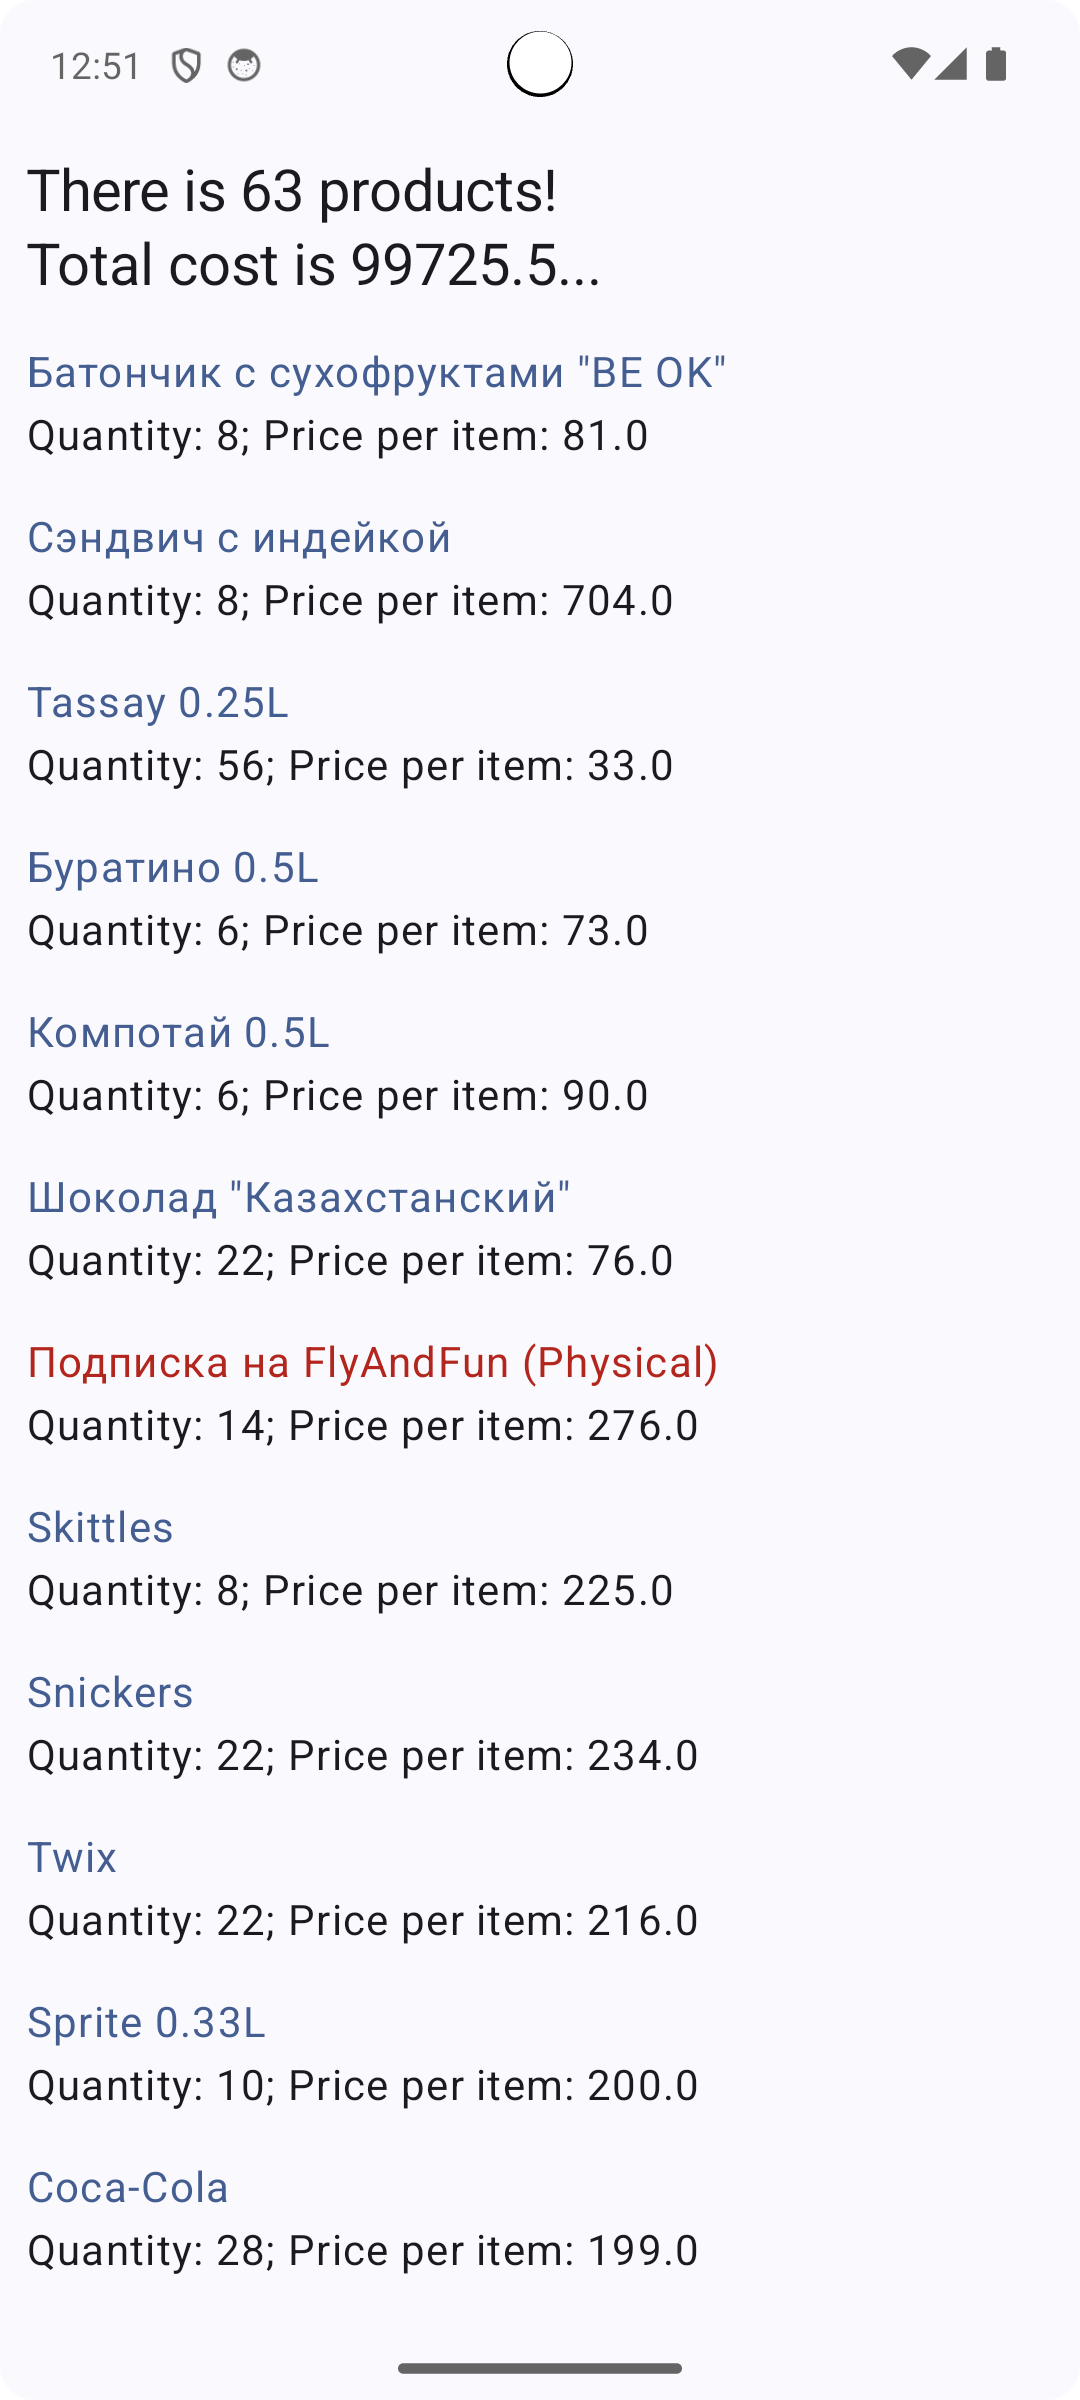 12:51
There is 63 products!
Total cost is 99725.5...
Батончик с сухофруктами "BE OK"
Quantity: 8; Price per item: 81.0
Сэндвич с индейкой
Quantity: 8; Price per item: 704.0
Tassay 0.25L
Quantity: 56; Price per item: 33.0
Буратино 0.5L
Quantity: 6; Price per item: 73.0
Компотай 0.5L
Quantity: 6; Price per item: 90.0
Шоколад "Казахстанский"
Quantity: 22; Price per item: 76.0
Подписка на FlyAndFun (Physical)
Quantity: 14; Price per item: 276.0
Skittles
Quantity: 8; Price per item: 225.0
Snickers
Quantity: 22; Price per item: 234.0
Twix
Quantity: 22; Price per item: 216.0
Sprite 0.33L
Quantity: 10; Price per item: 200.0
Coca-Cola
Quantity: 28; Price per item: 199.0